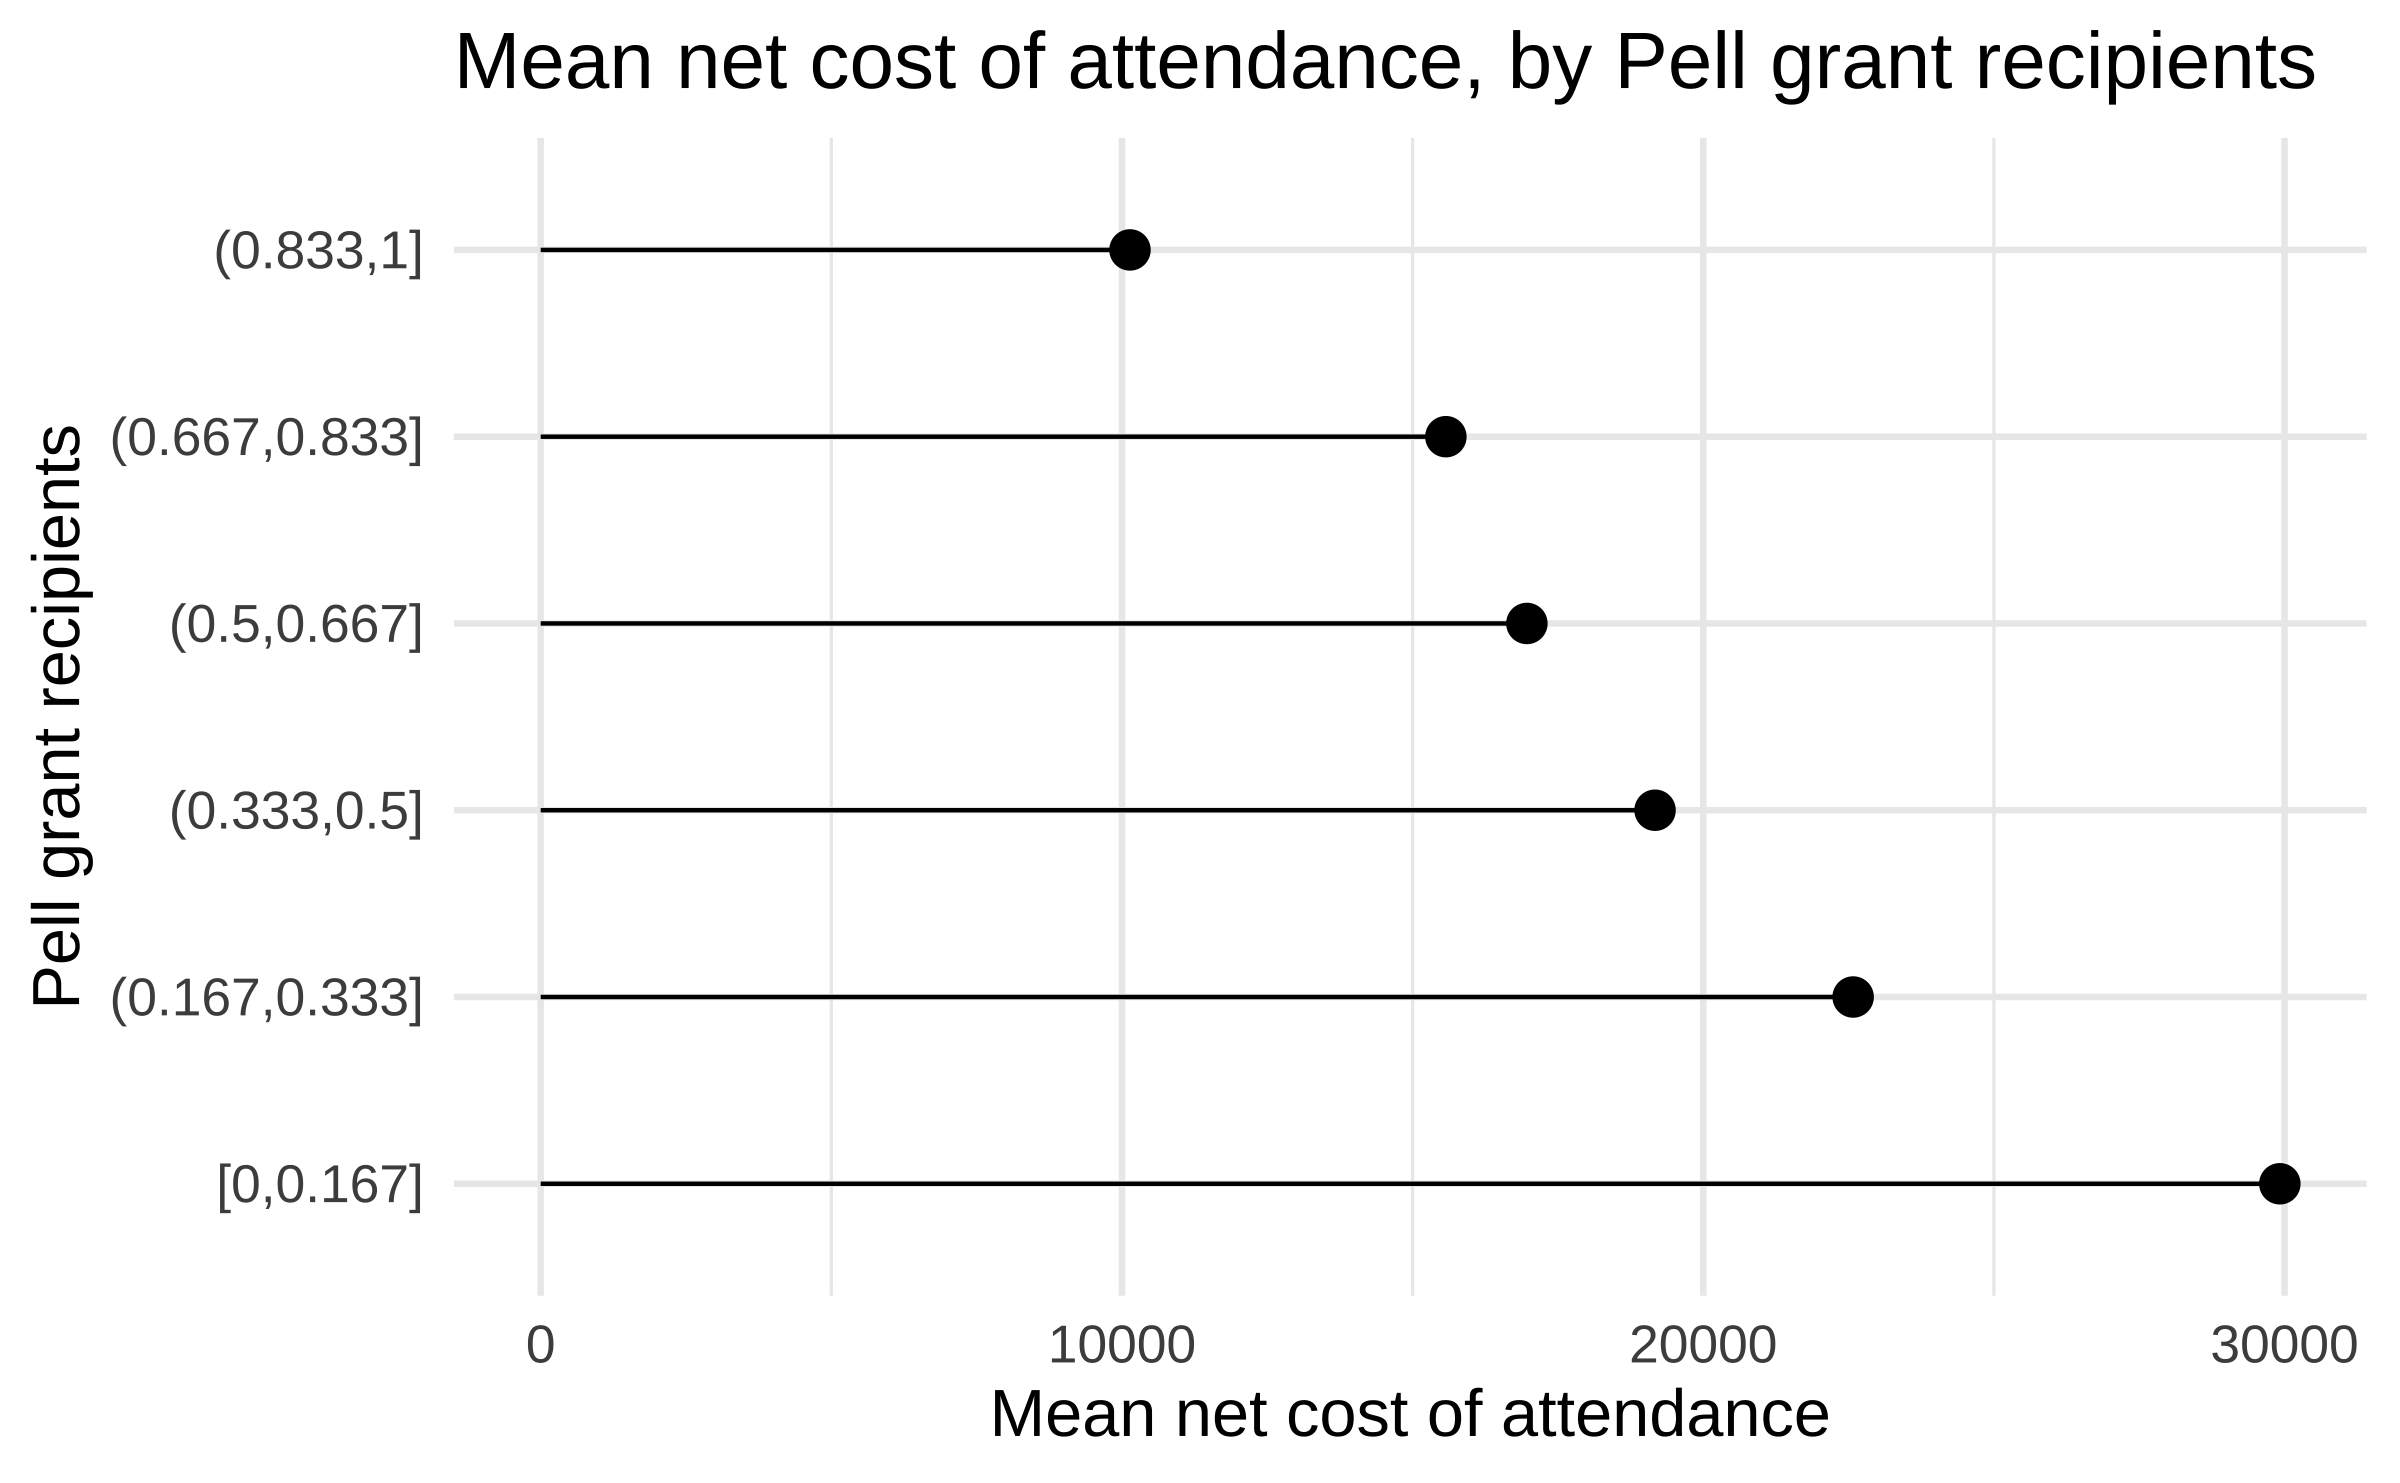 Mean net cost of attendance, by Pell grant recipients
Pell grant recipients
(0.833,1]
(0.667,0.833]
(0.5,0.667]
(0.333,0.5]
(0.167,0.333]
[0,0.167]
0 10000 20000 30000
Mean net cost of attendance